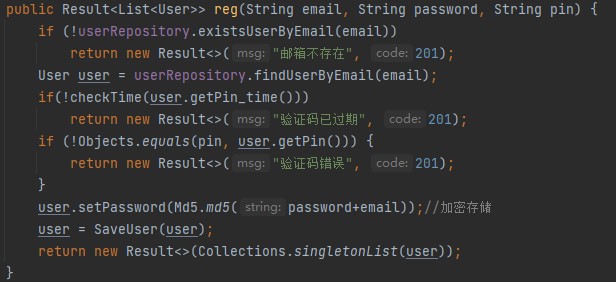 public Result<List<User>> reg(String email, String password, String pin) {
if (!userRepository.existsUserByEmail(email))
return new Result<>( msg: "邮箱不存在", code: 201);
User user = userRepository.findUserByEmail(email);
if(!checkTime(user.getPin_time()))
return new Result<>( msg: "验证码已过期", code: 201);
if (!Objects.equals(pin, user.getPin())) {
return new Result<>( msg: "验证码错误", code: 201);
}
user.setPassword(Md5.md5( string: password+email));//加密存储
user = SaveUser(user);
return new Result<>(Collections.singletonList(user));
}